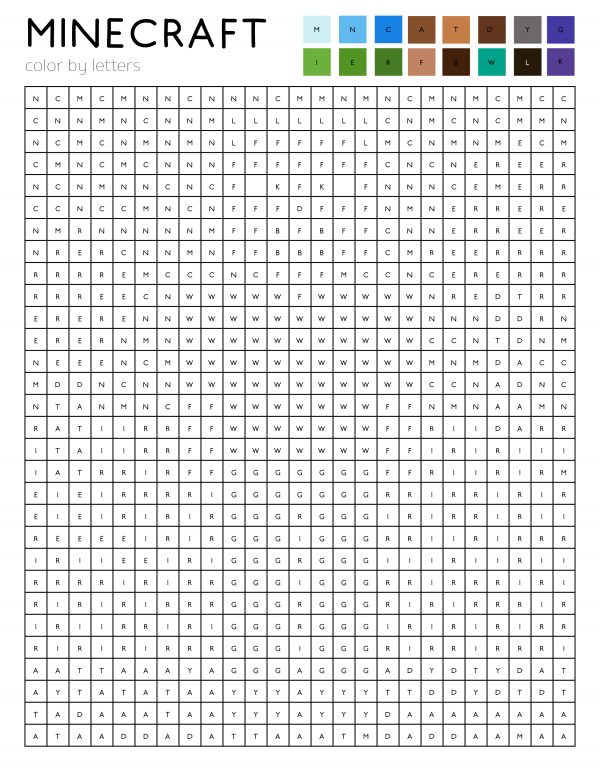 MINECRAFT
color by letters
M N C A T D Y G
I E R F B W L K
N C M C M N N C N N N C M M N M N C M N M C M C C
C N N M N C N N M L L L L L L L C N M C N C M M N
N C M C N M N M N L F F F F F L M C N M N M E C M
C M N C M C N N N F F F F F F F C N C N E R E E R
N C N M N N C N C F K F K F N N N C E M E R R
C C N C C M N C N F F F D F F F N M N E R R E R E
N M R N N N N N M F F B F B F F C N N E R R E E R
N R E R C N N M N F F B B B F F C M R E E R R R R
R R R R E M C C C N C F F F M C C N C E R E R R R
R R R E E C N W W W W F W W W W W W N R E D T R R
E R E R E N N W W W W W W W W W W W N N N D D R N
E R E R N M N W W W W W W W W W W W C C N T D N M
N E E E N C M W W W W W W W W W W W M N M D A C C
M D D N C N N W W W W W W W W W W W C C N A D N C
N T A N M N C F F W W W W W W W F F N M N A A M N
R A T I I R R F F W W W W W W W F F R I I D A R R
I T A I I R R F F W W W W W W W F F I R I R I I I
I A T R R I R F F G G G G G G G F F R I I R I R M
E I E I R R R R I G G G G G G G R R I R R I R I R
E I E I R I R I R G G G R G G G I R I R R I R I I
R E E E E I R I R G G G I G G G R R I I R R I R R
I R I I E E I R I G G G R G G G I I I R I I R R I
R R R R I R I R R G G G I G G G R I R R I R R R I
R I R I R I R R R G G G R G G G R I R I R R R I R
I R I I R R I R I G G G R G G G I R I R I R R I I
R I R I I R R R R G G G I G G G R I R R I R R R I
A A T T A A A Y A G G G A G G G A D Y D T Y D A T
A Y T A T A T A A Y Y Y A Y Y Y T T D D Y D T D T
T A D A A A T A A Y Y Y A Y Y Y D A A A A A A A A
A T A A D D A D A T T A A A T M D A D D A A M A A